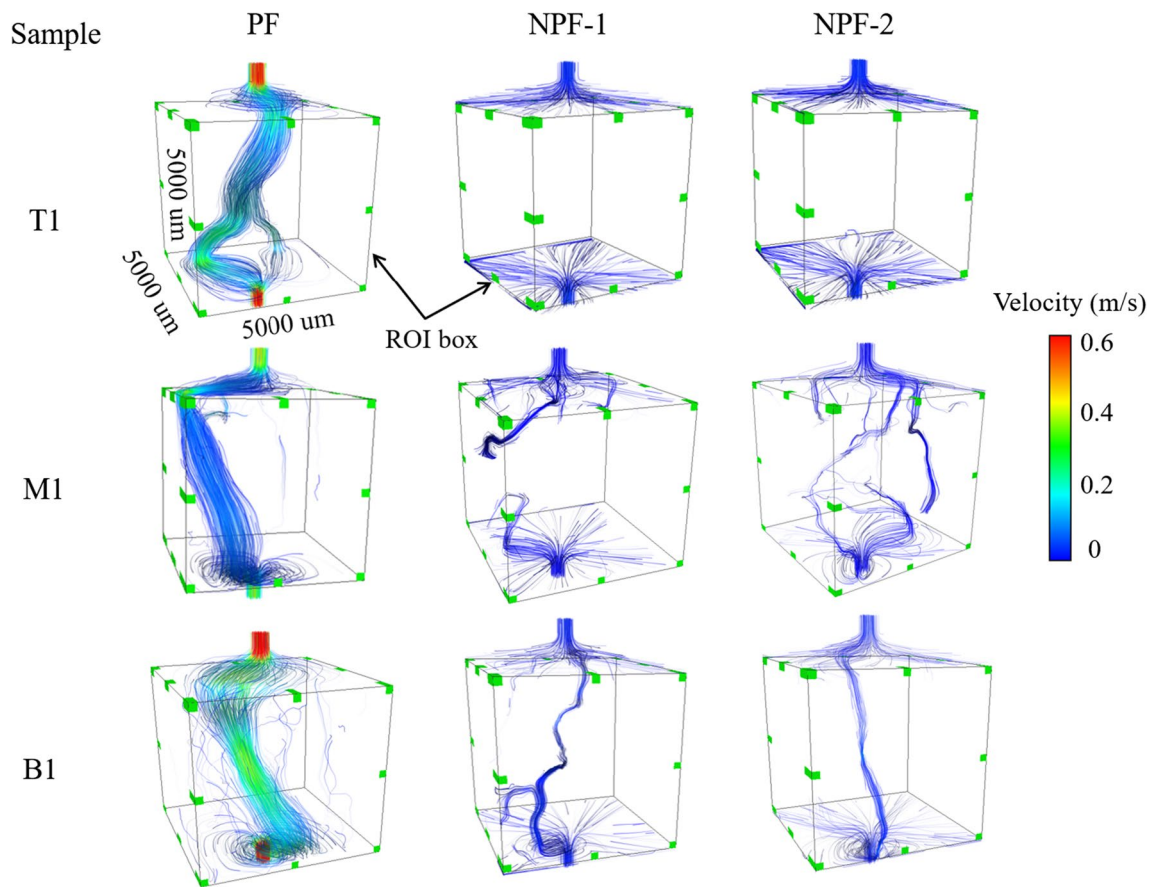 Sample
PF
NPF-1
NPF-2
T1
5000 um
5000 um
5000 um
ROI box
Velocity (m/s)
0.6
0.4
0.2
0
M1
B1